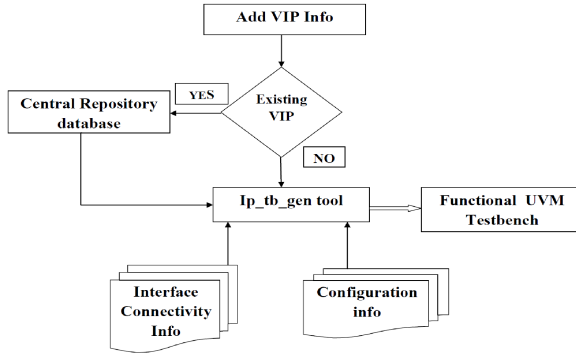 Add VIP Info
YES
Existing
VIP
Central Repository
database
NO
Ip_tb_gen tool
Functional UVM
Testbench
Interface
Connectivity
Info
Configuration
info